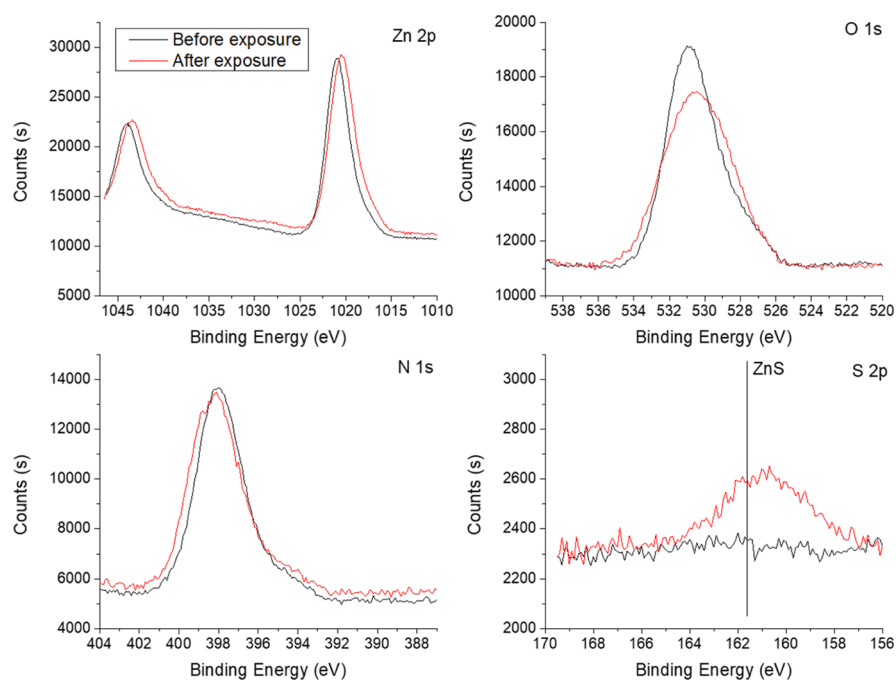 Zn 2p
Before exposure
After exposure
30000
25000
20000
15000
10000
5000
Counts (s)
1045 1040 1035 1030 1025 1020 1015 1010
Binding Energy (eV)
O 1s
20000
18000
16000
14000
12000
10000
Counts (s)
538 536 534 532 530 528 526 524 522 520
Binding Energy (eV)
N 1s
14000
12000
10000
8000
6000
4000
Counts (s)
404 402 400 398 396 394 392 390 388
Binding Energy (eV)
ZnS
S 2p
3000
2800
2600
2400
2200
2000
Counts (s)
170 168 166 164 162 160 158 156
Binding Energy (eV)